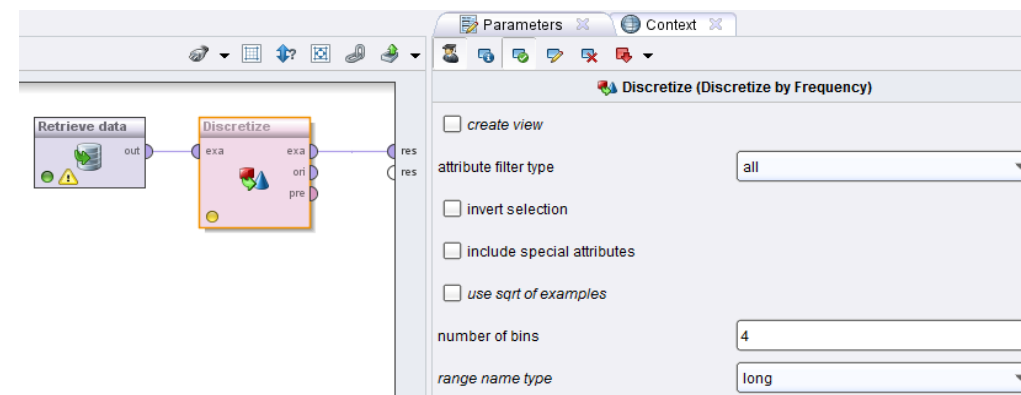 Parameters
Context
Discretize (Discretize by Frequency)
Retrieve data
out
Discretize
exa
exa
ori
pre
res
res
create view
attribute filter type
all
invert selection
include special attributes
use sqrt of examples
number of bins
4
range name type
long